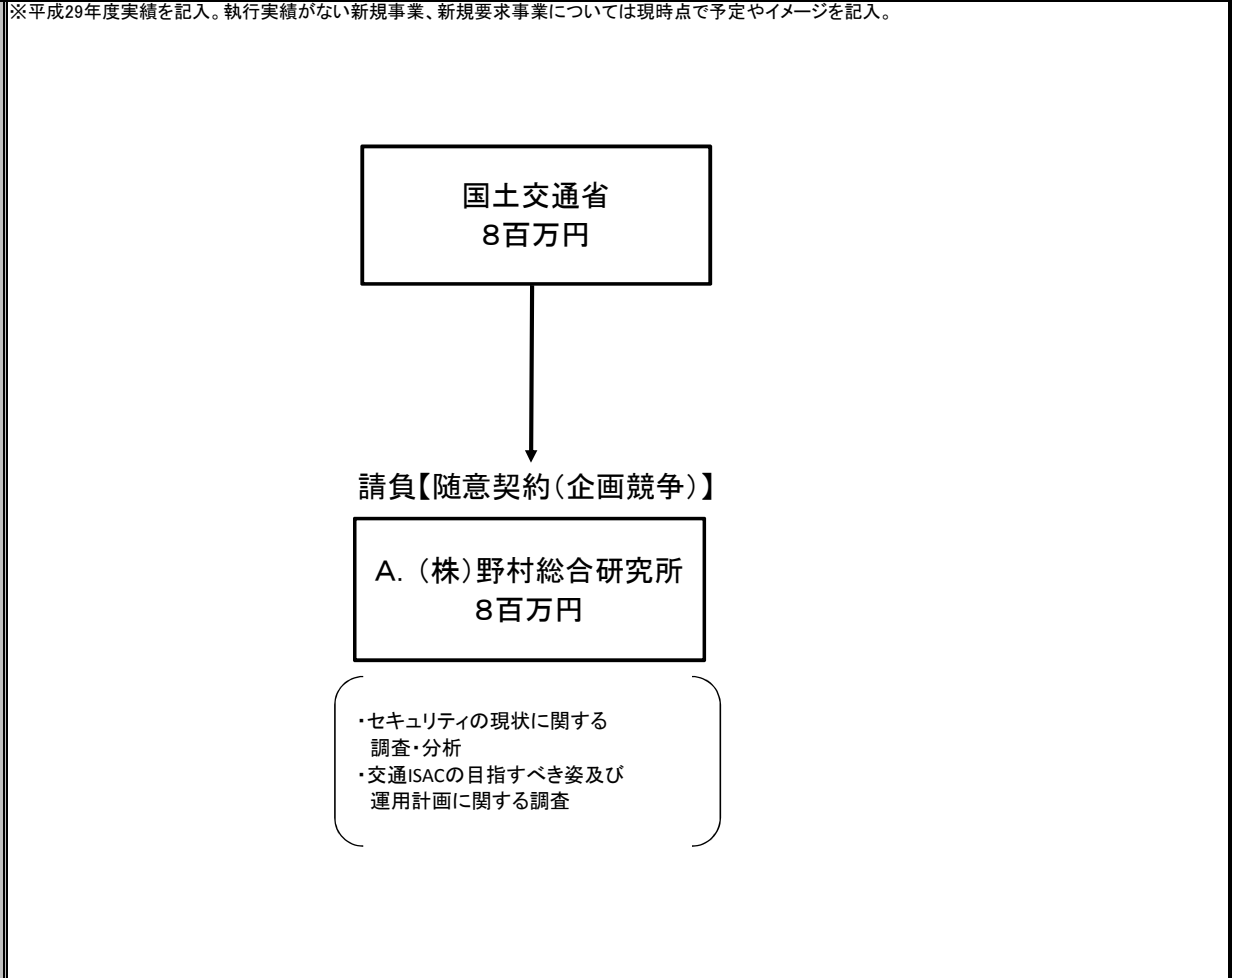 ※平成29年度実績を記入。執行実績がない新規事業、新規要求事業については現時点で予定やイメージを記入。
国土交通省
８百万円
請負【随意契約（企画競争）】
Ａ．（株）野村総合研究所
８百万円
・セキュリティの現状に関する
調査・分析
・交通ISACの目指すべき姿及び
運用計画に関する調査